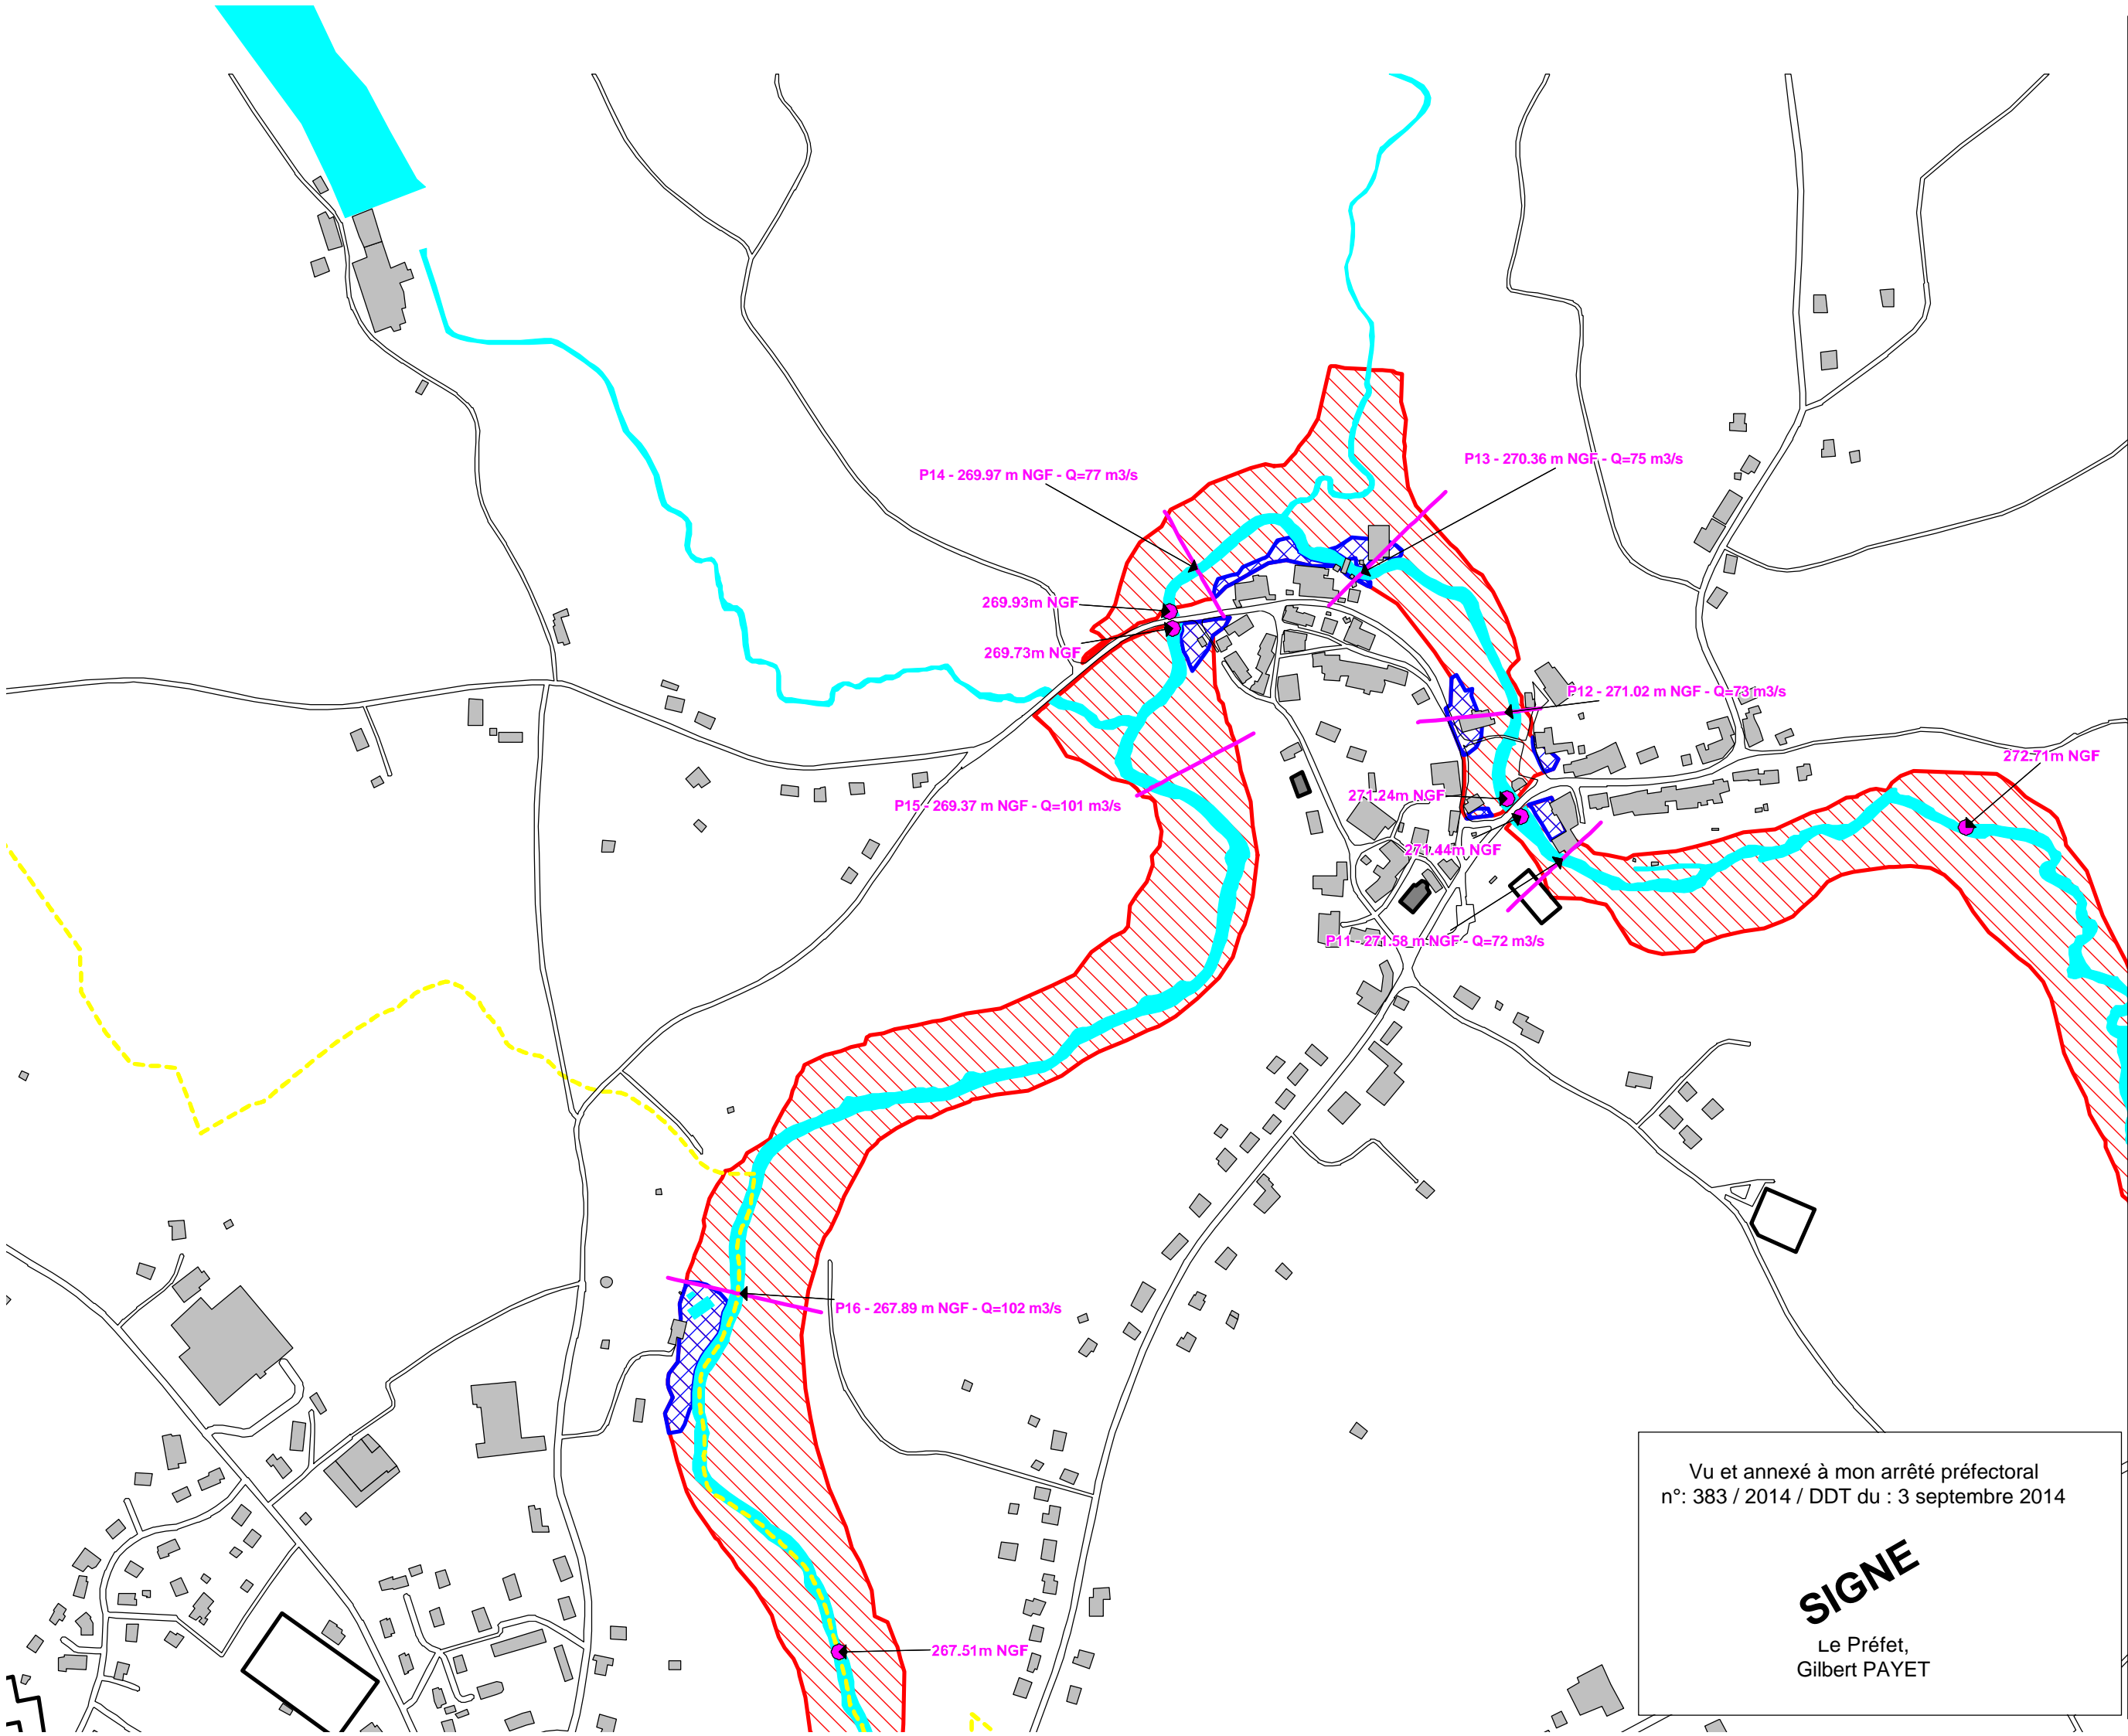 P13 - 270.36 m NGF - Q=75 m3/s
P14 - 269.97 m NGF - Q=77 m3/s
269.93m NGF
269.73m NGF
P12 - 271.02 m NGF - Q=73 m3/s
272.71m NGF
271.24m NGF
P15 - 269.37 m NGF - Q=101 m3/s
271.44m NGF
P11 - 271.58 m NGF - Q=72 m3/s
P16 - 267.89 m NGF - Q=102 m3/s
267.51m NGF
Vu et annexé à mon arrêté préfectoral
n°: 383 / 2014 / DDT du : 3 septembre 2014
SIGNE
Le Préfet,
Gilbert PAYET